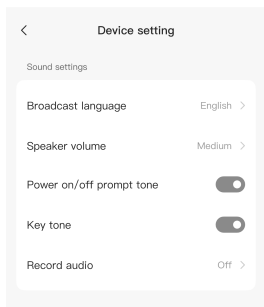 Device setting
Sound settings
Broadcast language English
Speaker volume Medium
Power on/off prompt tone
Key tone
Record audio Off